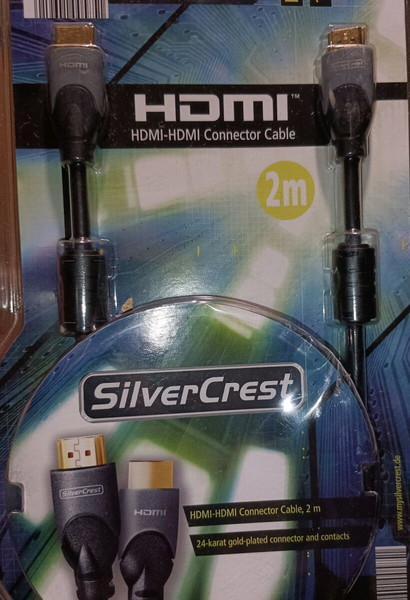 HDMI
HDMI™
HDMI-HDMI Connector Cable
2m
SILVERCREST
SILVERCREST
HDMI
HDMI-HDMI Connector Cable, 2 m
24-karat gold-plated connector and contacts
www.mysilvercrest.de